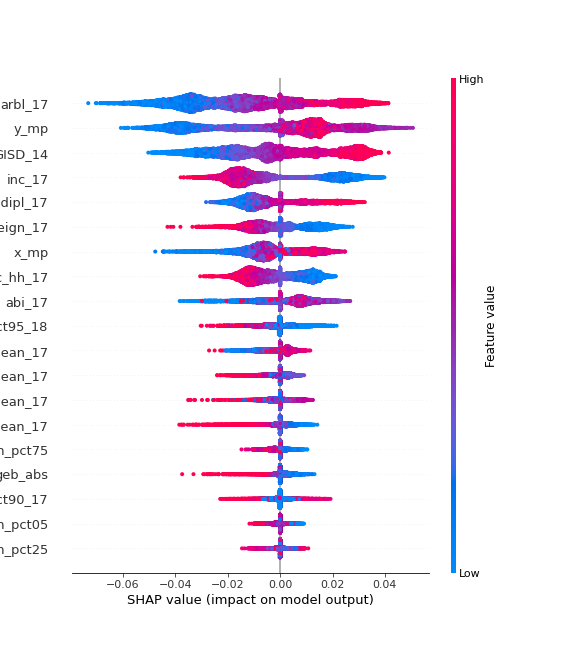 arbl_17
y_mp
GISD_14
inc_17
dipl_17
eign_17
x_mp
c_hh_17
abi_17
ct95_18
ean_17
ean_17
ean_17
ean_17
n_pct75
geb_abs
ct90_17
n_pct05
n_pct25
High
Feature value
Low
−0.06 −0.04 −0.02 0.00 0.02 0.04
SHAP value (impact on model output)